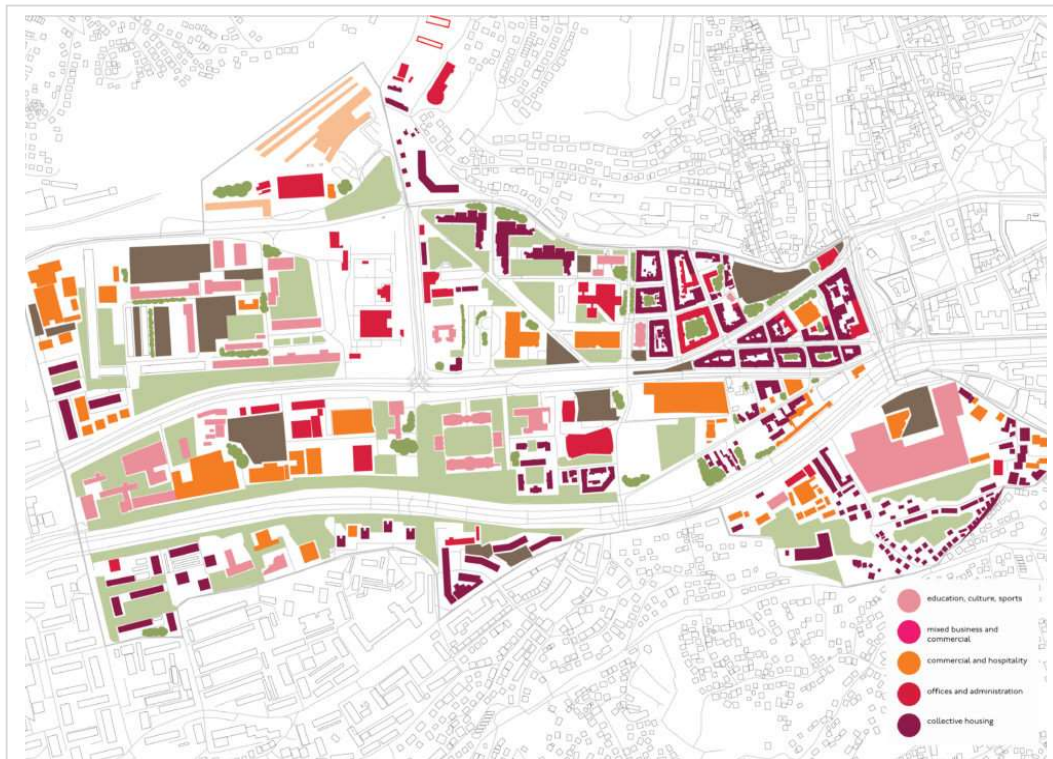 education, culture, sports
mixed business and
commercial
commercial and hospitality
offices and administration
collective housing